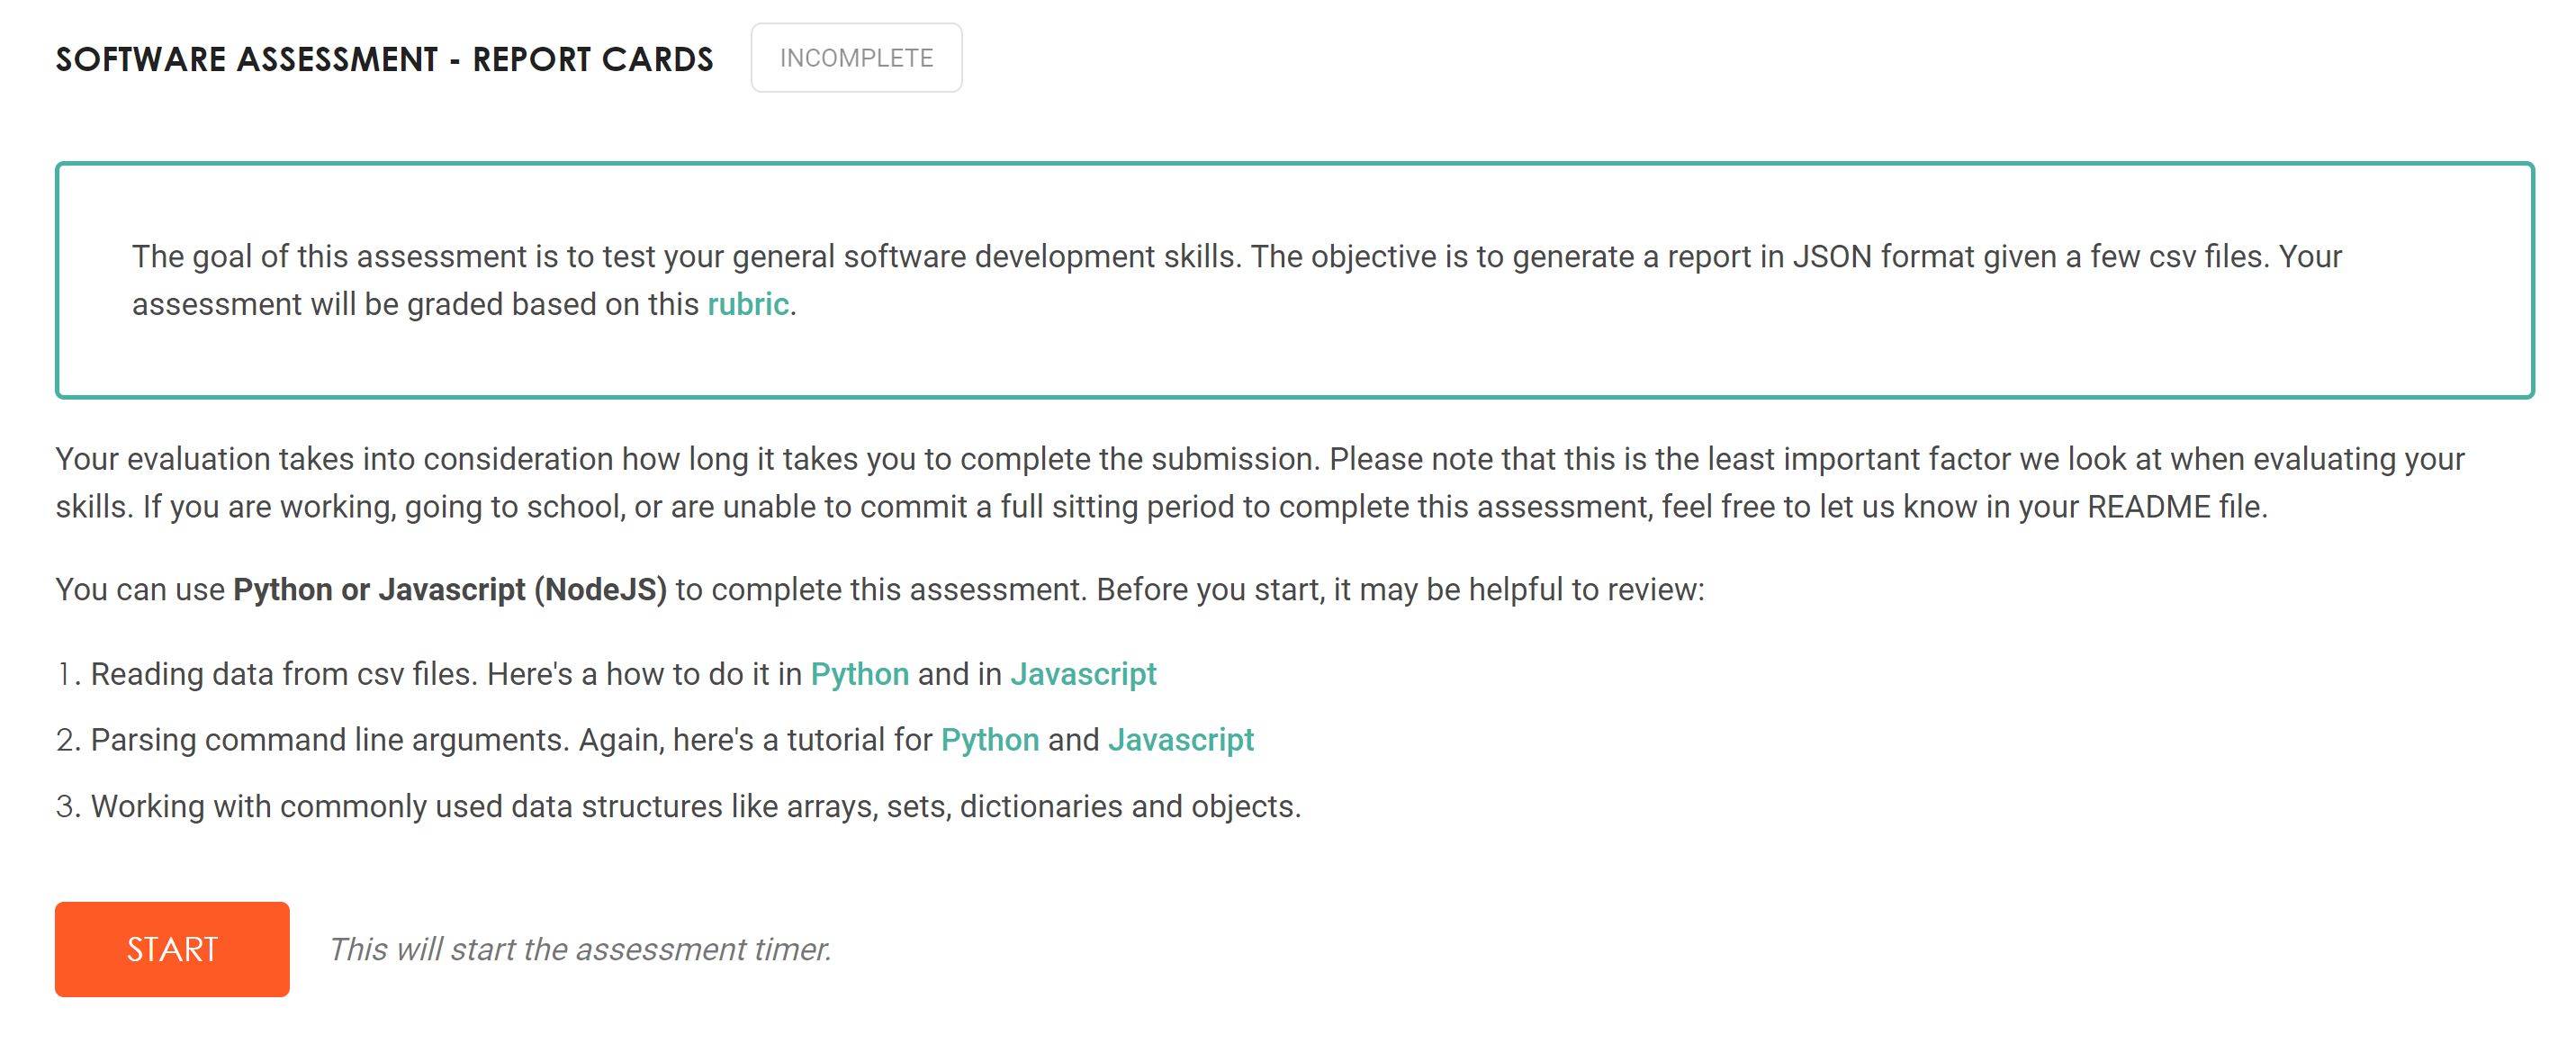 SOFTWARE ASSESSMENT - REPORT CARDS INCOMPLETE
The goal of this assessment is to test your general software development skills. The objective is to generate a report in JSON format given a few csv files. Your
assessment will be graded based on this rubric.
Your evaluation takes into consideration how long it takes you to complete the submission. Please note that this is the least important factor we look at when evaluating your
skills. If you are working, going to school, or are unable to commit a full sitting period to complete this assessment, feel free to let us know in your README file.
You can use Python or Javascript (NodeJS) to complete this assessment. Before you start, it may be helpful to review:
1. Reading data from csv files. Here's a how to do it in Python and in Javascript
2. Parsing command line arguments. Again, here's a tutorial for Python and Javascript
3. Working with commonly used data structures like arrays, sets, dictionaries and objects.
START This will start the assessment timer.